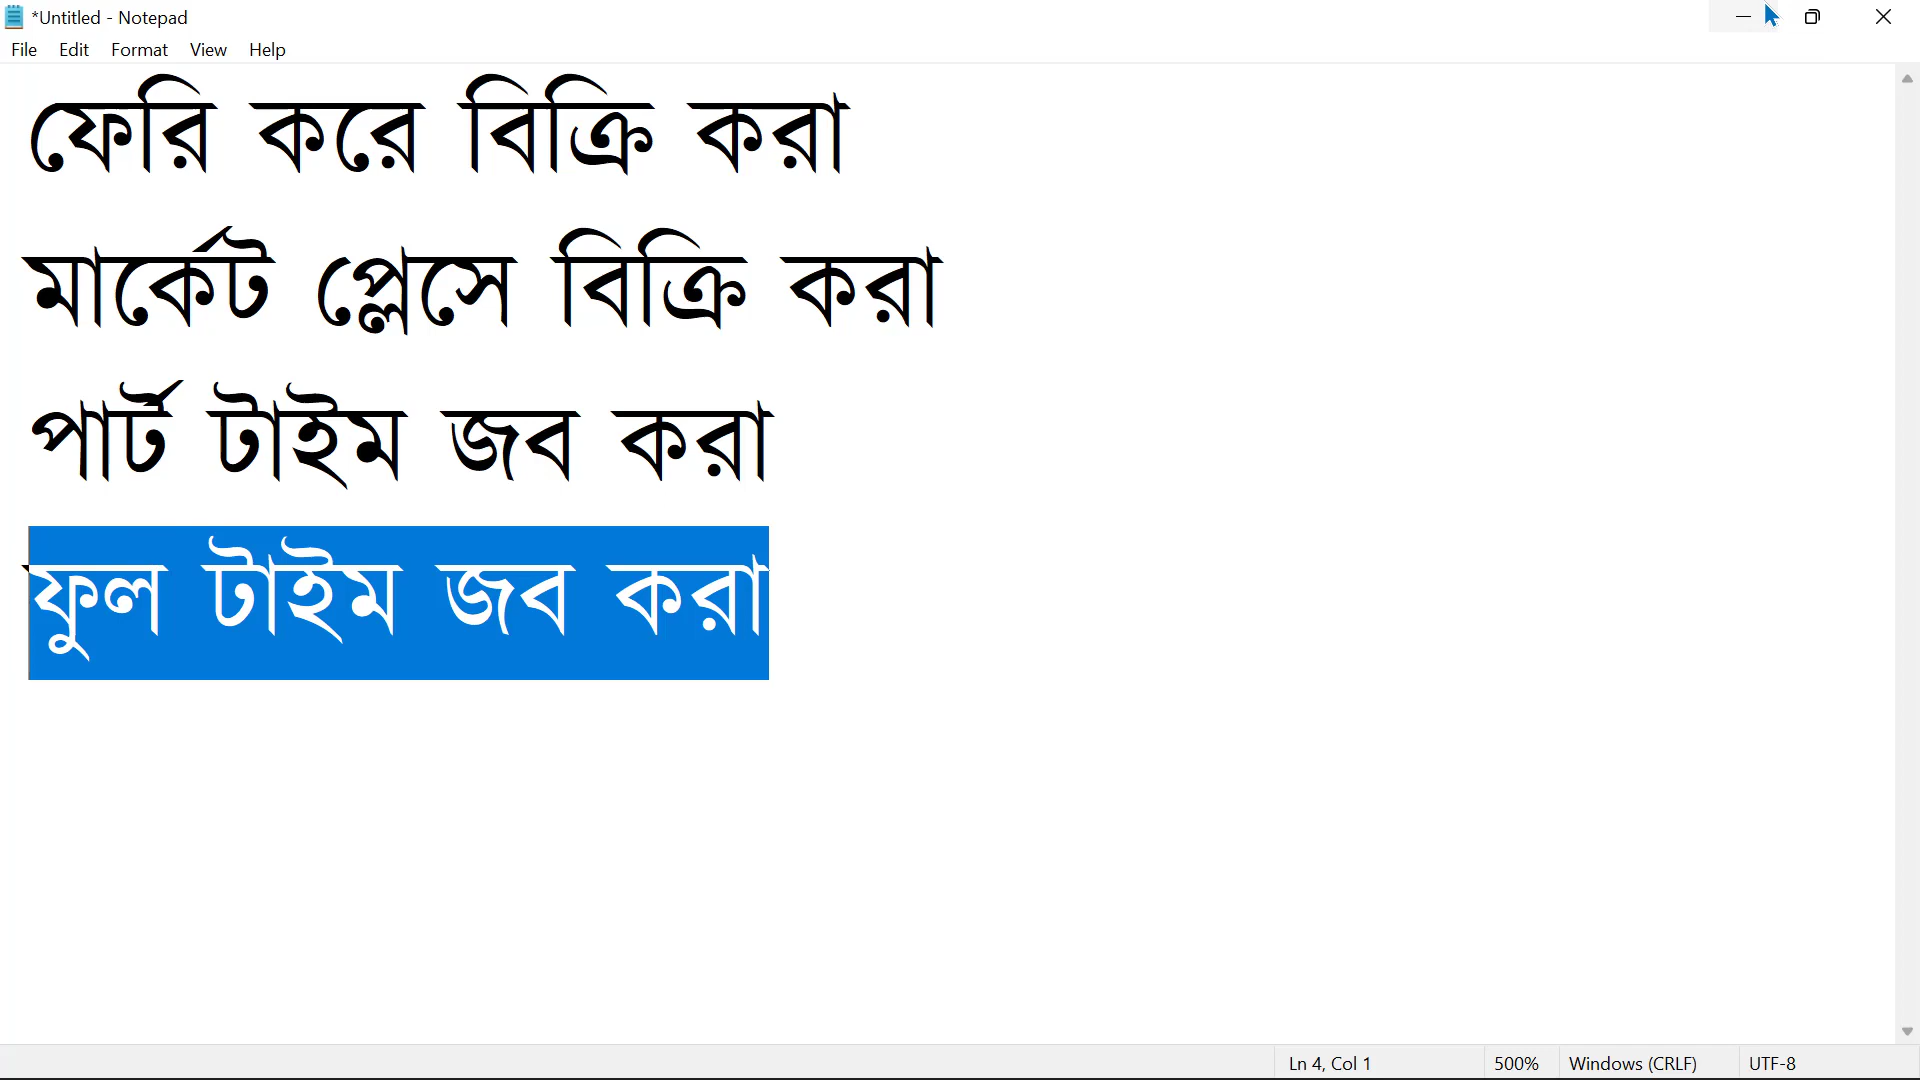 *Untitled - Notepad
File Edit Format View Help
ফেরি করে বিক্রি করা
মার্কেট প্লেসে বিক্রি করা
পার্ট টাইম জব করা
ফুল টাইম জব করা
Ln 4, Col 1 500% Windows (CRLF) UTF-8